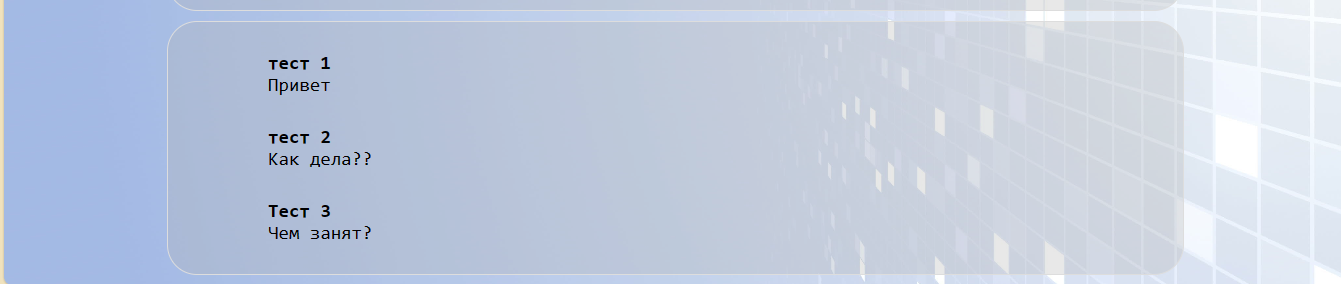 тест 1
Привет
тест 2
Как дела??
Тест 3
Чем занят?